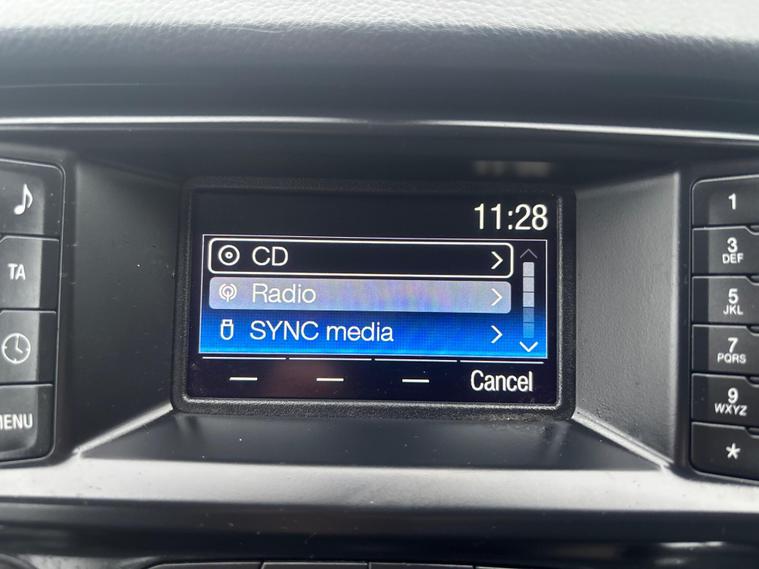 11:28
CD
Radio
SYNC media
Cancel
TA
MENU
1
3
DEF
5
JKL
7
PQRS
9
WXYZ
*